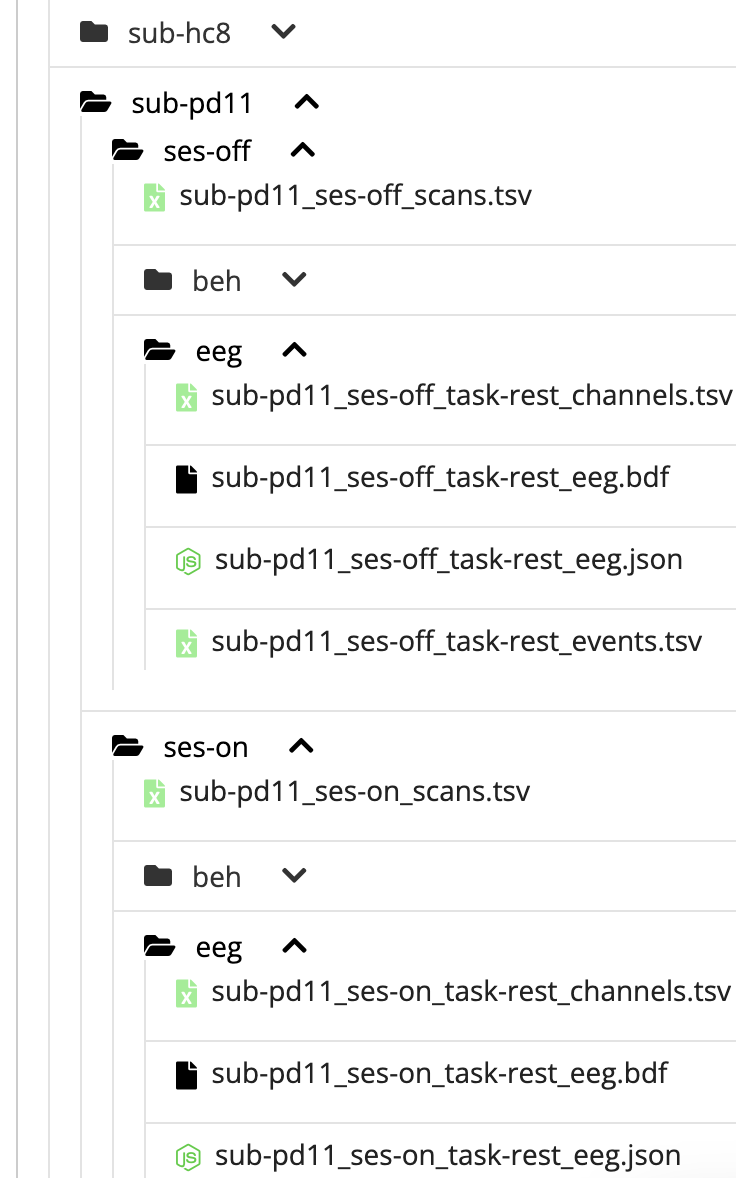 sub-hc8
sub-pd11
ses-off
sub-pd11_ses-off_scans.tsv
beh
eeg
sub-pd11_ses-off_task-rest_channels.tsv
sub-pd11_ses-off_task-rest_eeg.bdf
sub-pd11_ses-off_task-rest_eeg.json
sub-pd11_ses-off_task-rest_events.tsv
ses-on
sub-pd11_ses-on_scans.tsv
beh
eeg
sub-pd11_ses-on_task-rest_channels.tsv
sub-pd11_ses-on_task-rest_eeg.bdf
sub-pd11_ses-on_task-rest_eeg.json